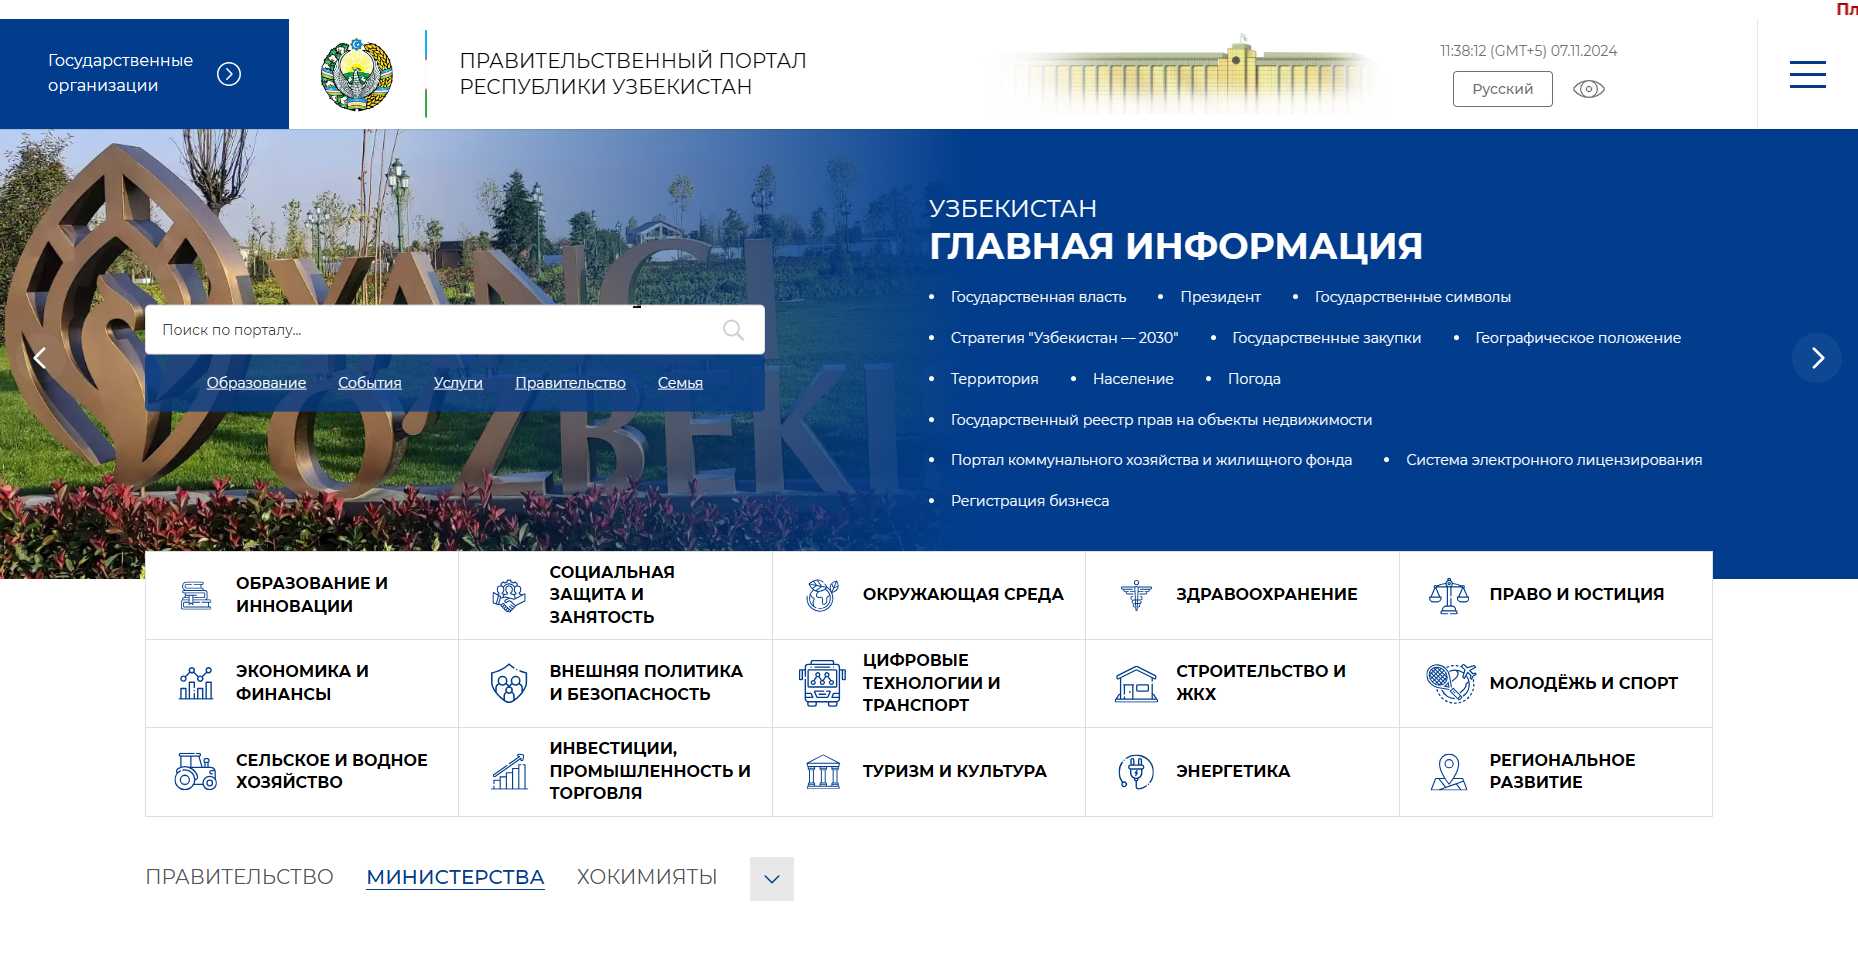 Государственные
организации
ПРАВИТЕЛЬСТВЕННЫЙ ПОРТАЛ
РЕСПУБЛИКИ УЗБЕКИСТАН
11:38:12 (GMT+5) 07.11.2024
Русский
YANGI
O'ZBEKIS
Поиск по порталу...
Образование События Услуги Правительство Семья
УЗБЕКИСТАН
ГЛАВНАЯ ИНФОРМАЦИЯ
• Государственная власть • Президент • Государственные символы
• Стратегия "Узбекистан — 2030" • Государственные закупки • Географическое положение
• Территория • Население • Погода
• Государственный реестр прав на объекты недвижимости
• Портал коммунального хозяйства и жилищного фонда • Система электронного лицензирования
• Регистрация бизнеса
ОБРАЗОВАНИЕ И
ИННОВАЦИИ
СОЦИАЛЬНАЯ
ЗАЩИТА И
ЗАНЯТОСТЬ
ОКРУЖАЮЩАЯ СРЕДА
ЗДРАВООХРАНЕНИЕ
ПРАВО И ЮСТИЦИЯ
ЭКОНОМИКА И
ФИНАНСЫ
ВНЕШНЯЯ ПОЛИТИКА
И БЕЗОПАСНОСТЬ
ЦИФРОВЫЕ
ТЕХНОЛОГИИ И
ТРАНСПОРТ
СТРОИТЕЛЬСТВО И
ЖКХ
МОЛОДЁЖЬ И СПОРТ
СЕЛЬСКОЕ И ВОДНОЕ
ХОЗЯЙСТВО
ИНВЕСТИЦИИ,
ПРОМЫШЛЕННОСТЬ И
ТОРГОВЛЯ
ТУРИЗМ И КУЛЬТУРА
ЭНЕРГЕТИКА
РЕГИОНАЛЬНОЕ
РАЗВИТИЕ
ПРАВИТЕЛЬСТВО МИНИСТЕРСТВА ХОКИМИЯТЫ